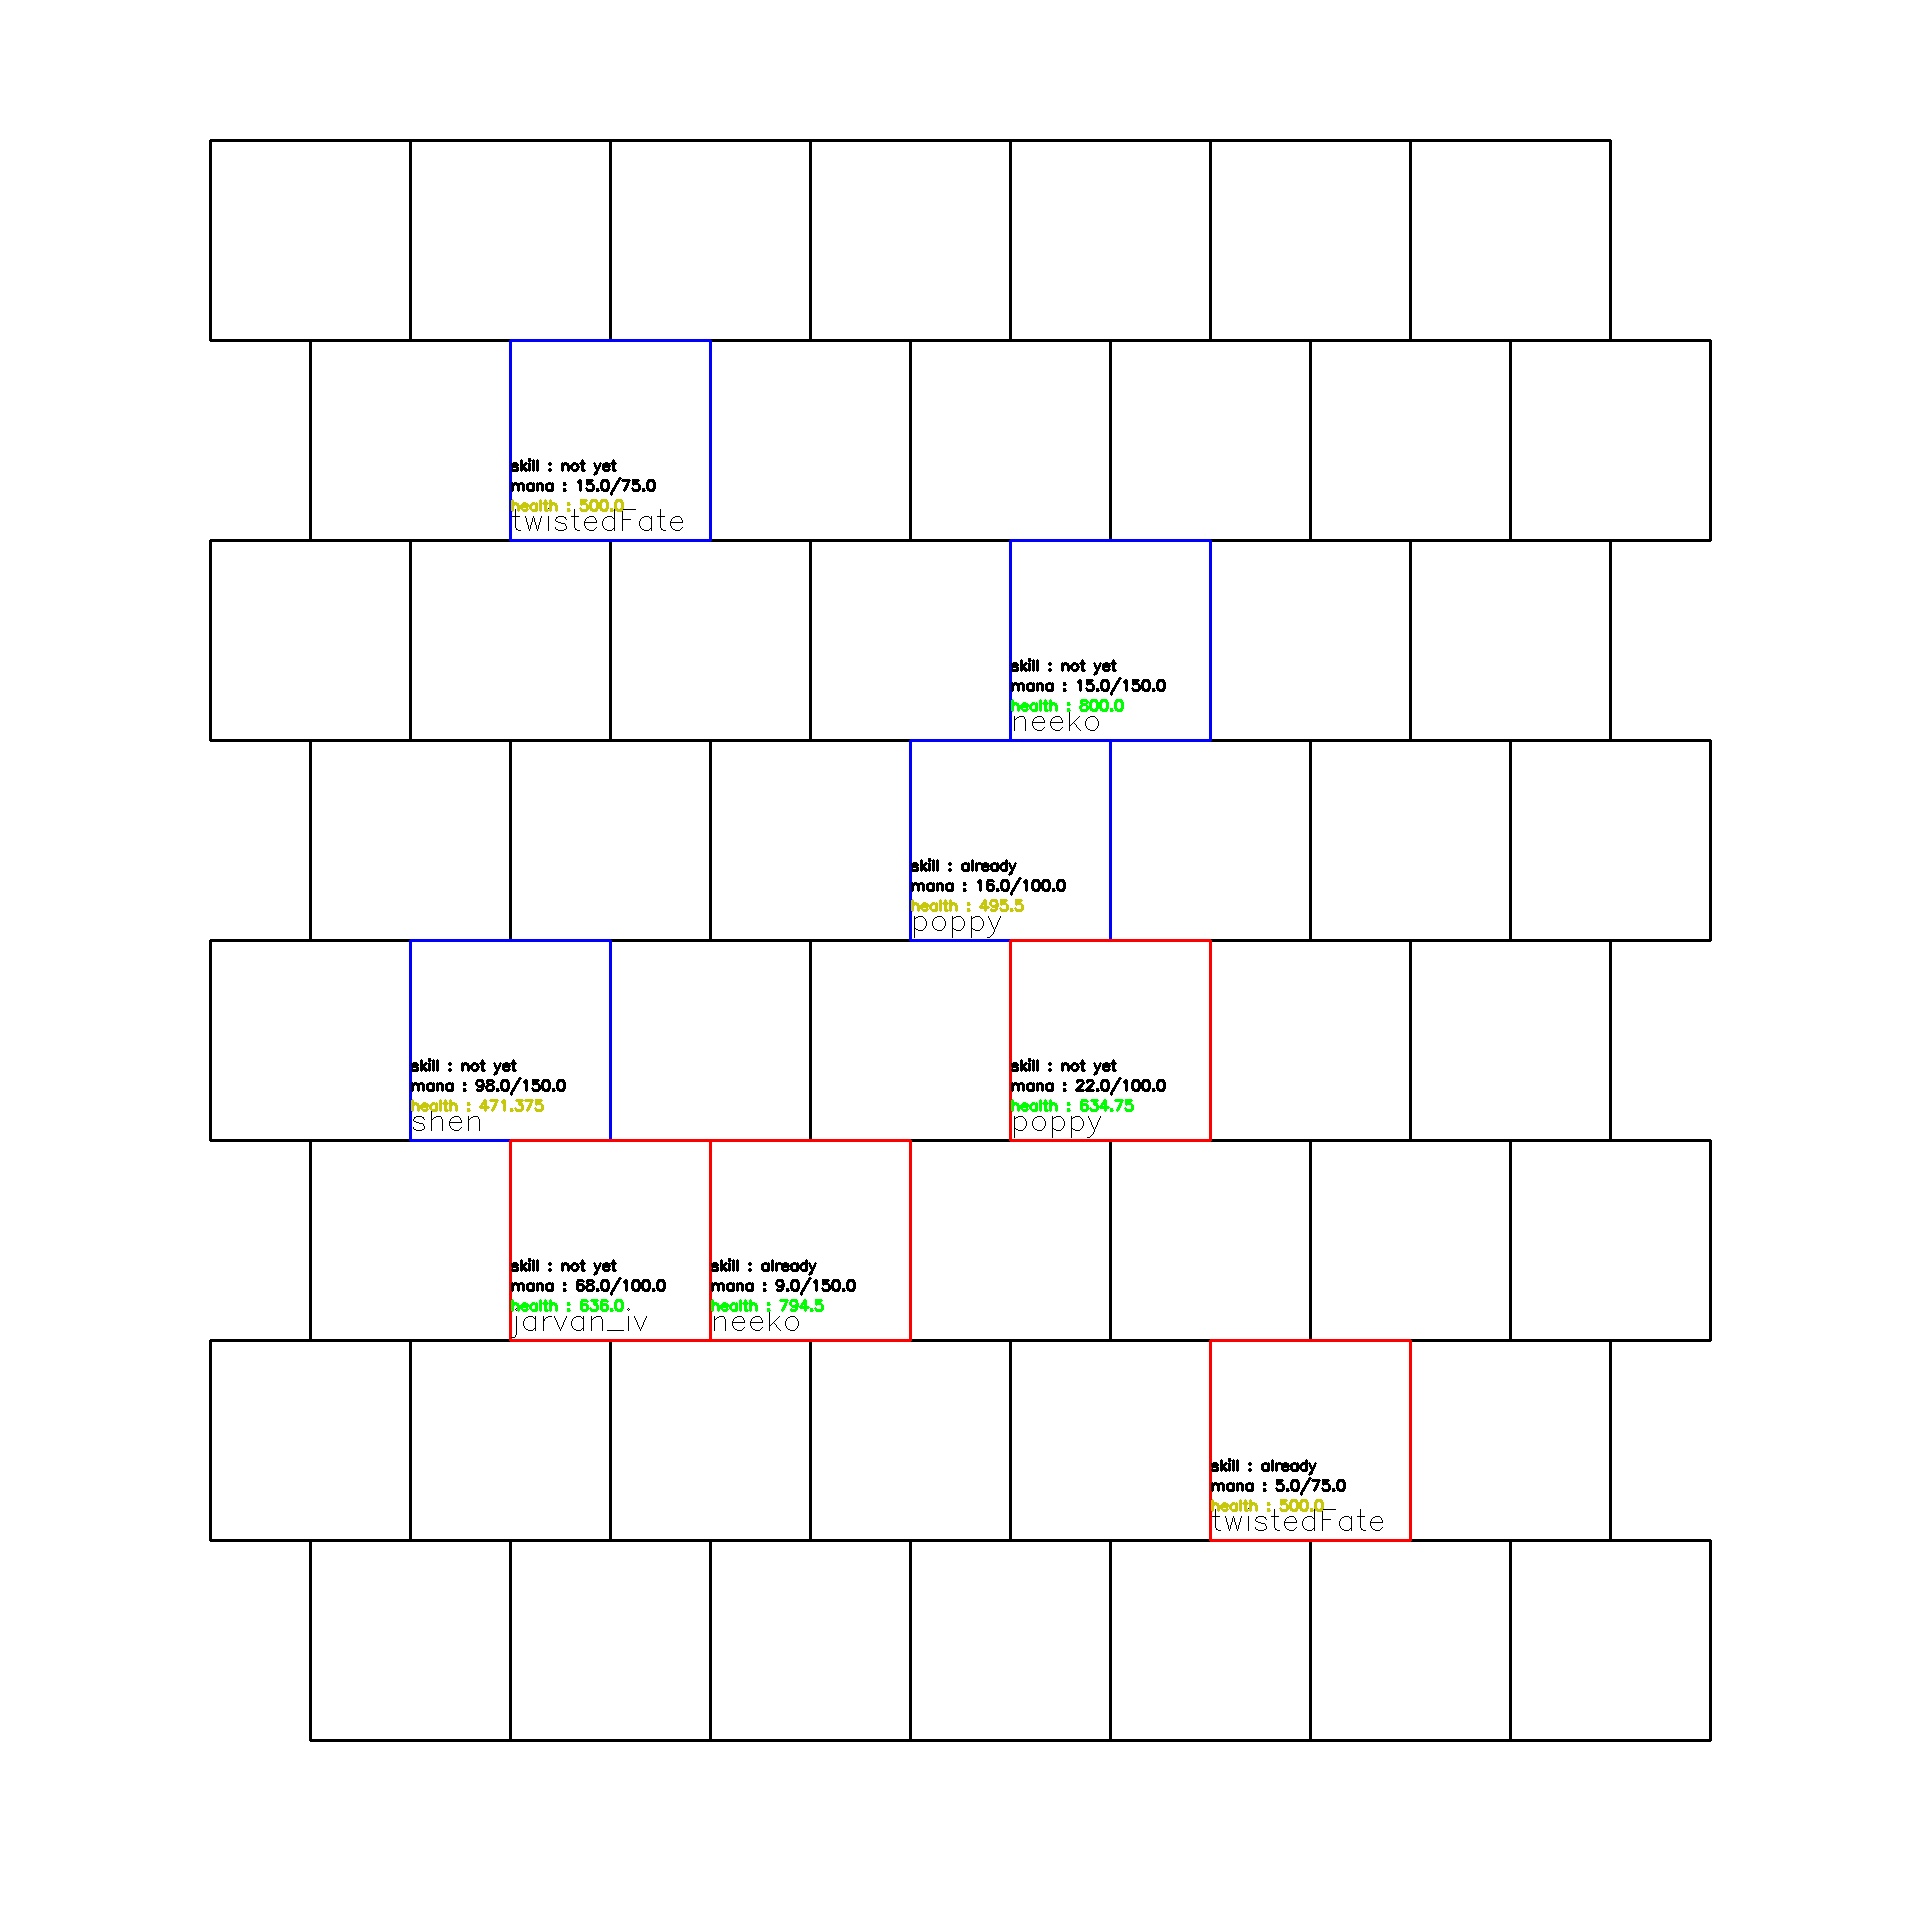 skill : not yet
mana : 15.0/75.0
health : 500.0
twistedFate
skill : not yet
mana : 15.0/150.0
health : 800.0
neeko
skill : already
mana : 16.0/100.0
health : 495.5
poppy
skill : not yet
mana : 98.0/150.0
health : 471.375
shen
skill : not yet
mana : 22.0/100.0
health : 634.75
poppy
skill : not yet
mana : 68.0/100.0
health : 636.0
jarvan_iv
skill : already
mana : 9.0/150.0
health : 794.5
neeko
skill : already
mana : 5.0/75.0
health : 500.0
twistedFate